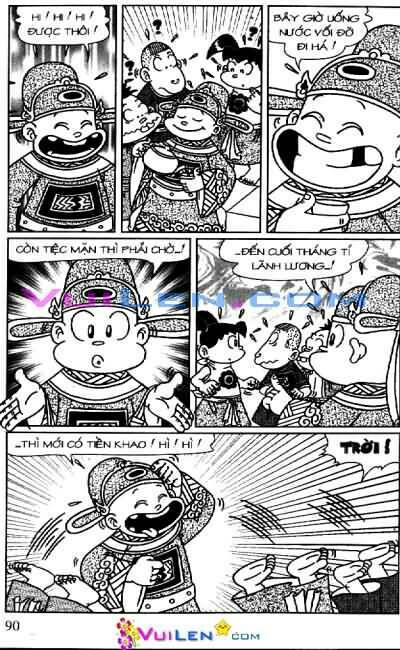 HI! HI! HI!
ĐƯỢC THÔI!
BÂY GIỜ UỐNG
NƯỚC VỐI ĐỠ
ĐI HÁ!
?
?
?
!
CÒN TIỆC MẶN THÌ PHẢI CHỜ...!
...ĐẾN CUỐI THÁNG TÍ
LÃNH LƯƠNG...!
VUILEN.COM
...THÌ MỚI CÓ TIỀN KHAO! HÌ! HÌ!
TRỜI!
90
VUILEN.COM